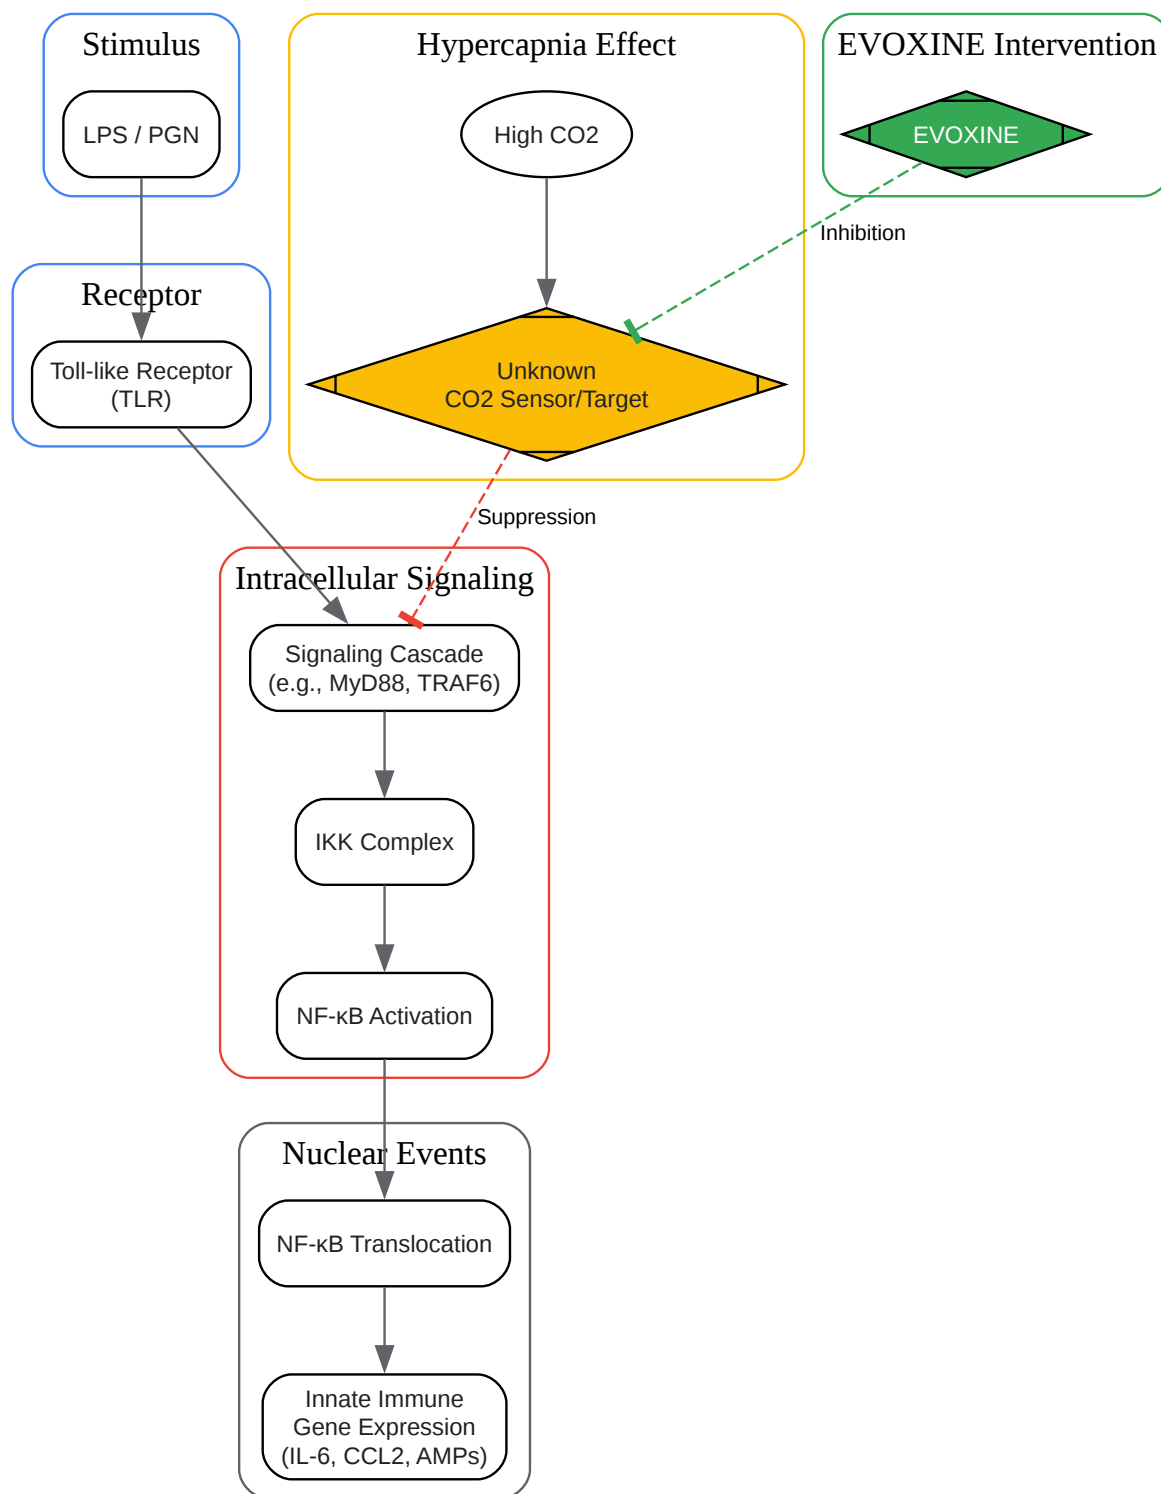 Stimulus
LPS / PGN
Hypercapnia Effect
High CO2
EVOXINE Intervention
EVOXINE
Inhibition
Receptor
Toll-like Receptor
(TLR)
Unknown
CO2 Sensor/Target
Suppression
Intracellular Signaling
Signaling Cascade
(e.g., MyD88, TRAF6)
IKK Complex
NF-κB Activation
Nuclear Events
NF-κB Translocation
Innate Immune
Gene Expression
(IL-6, CCL2, AMPs)